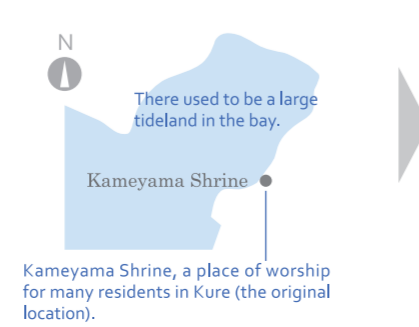 N
There used to be a large
tideland in the bay.
Kameyama Shrine
Kameyama Shrine, a place of worship
for many residents in Kure (the original
location).